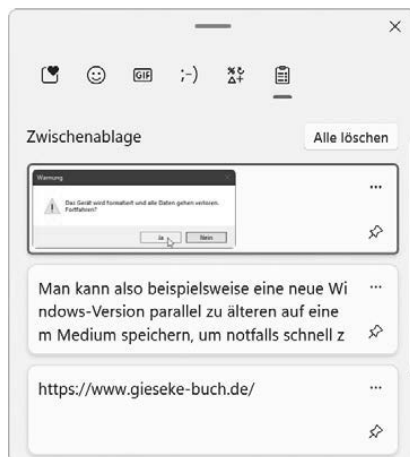 GIF
;-)
Zwischenablage
Alle löschen
Warnung
Das Gerät wird formatiert und alle Daten gehen verloren.
Fortfahren?
Ja
Nein
Man kann also beispielsweise eine neue Wi
ndows-Version parallel zu älteren auf eine
m Medium speichern, um notfalls schnell z
https://www.gieseke-buch.de/